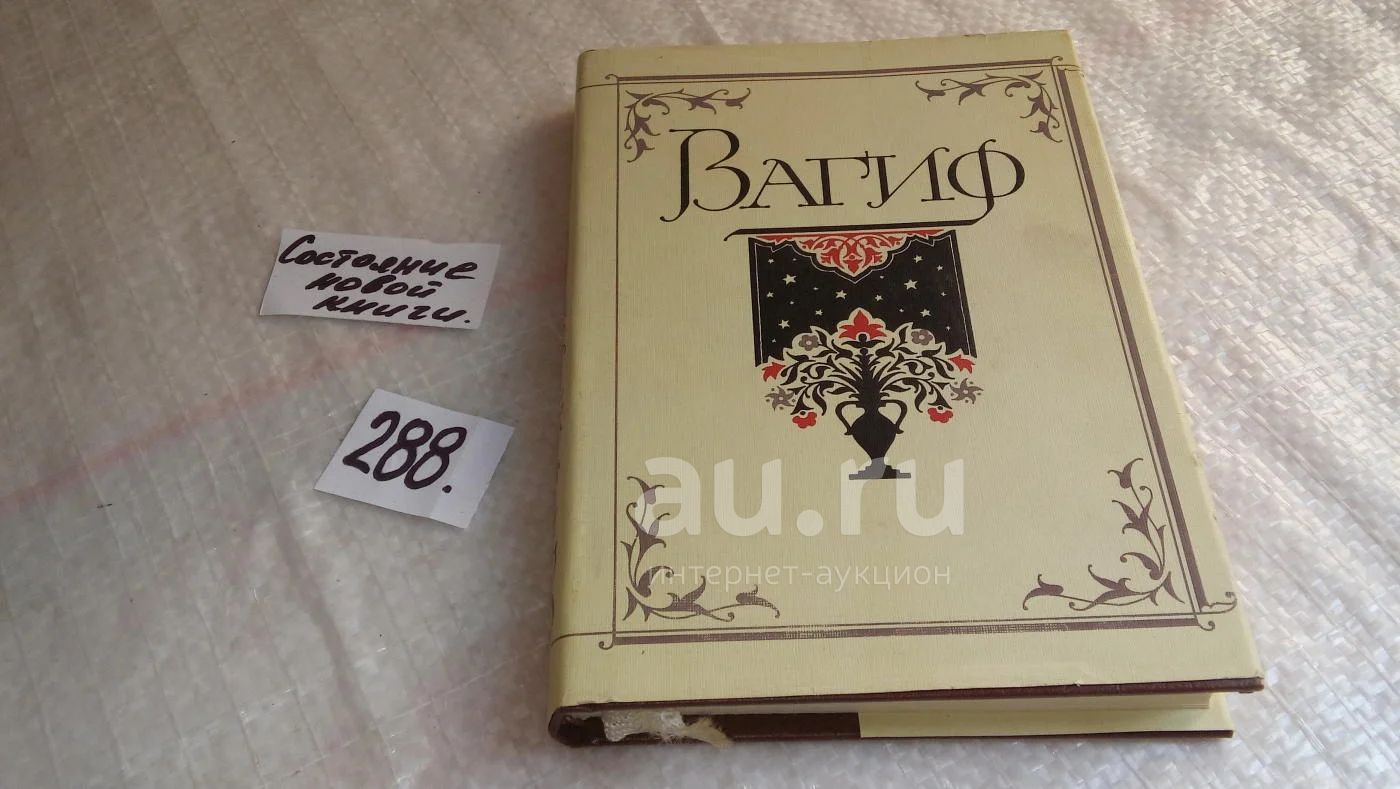 Вагиф
Состояние
новой
книги.
288.
au.ru
интернет-аукцион